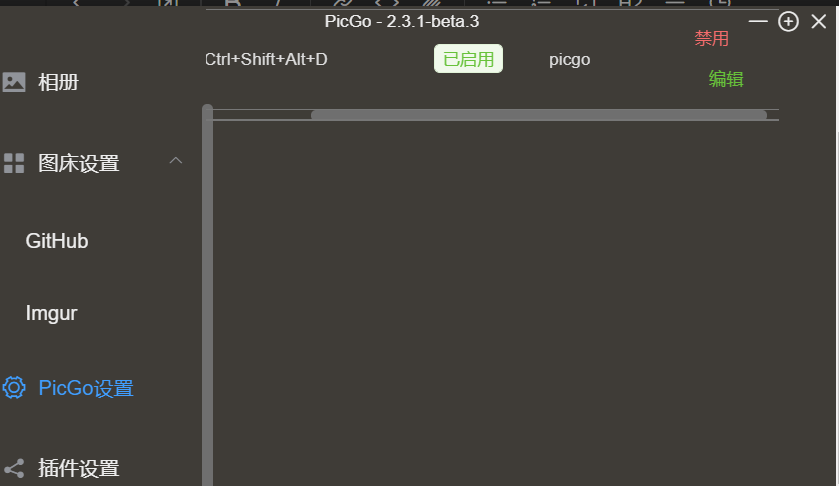 PicGo - 2.3.1-beta.3
Ctrl+Shift+Alt+D
已启用
picgo
禁用
编辑
相册
图床设置
GitHub
Imgur
PicGo设置
插件设置